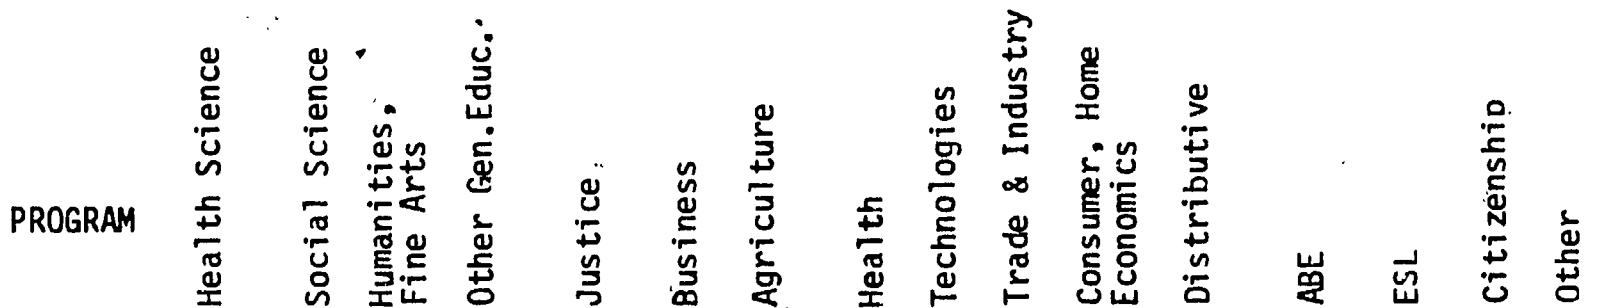 PROGRAM
Health Science
Social Science
Humanities,
Fine Arts
Other Gen.Educ..
Justice
Business
Agriculture
Health
Technologies
Trade & Industry
Consumer, Home
Economics
Distributive
ABE
ESL
Citizenship
Other